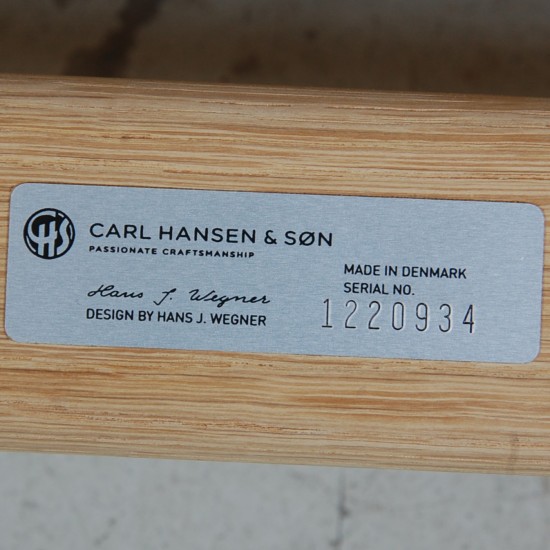 CHS
CARL HANSEN & SØN
PASSIONATE CRAFTSMANSHIP
Hans J. Wegner
DESIGN BY HANS J. WEGNER
MADE IN DENMARK
SERIAL NO.
1220934